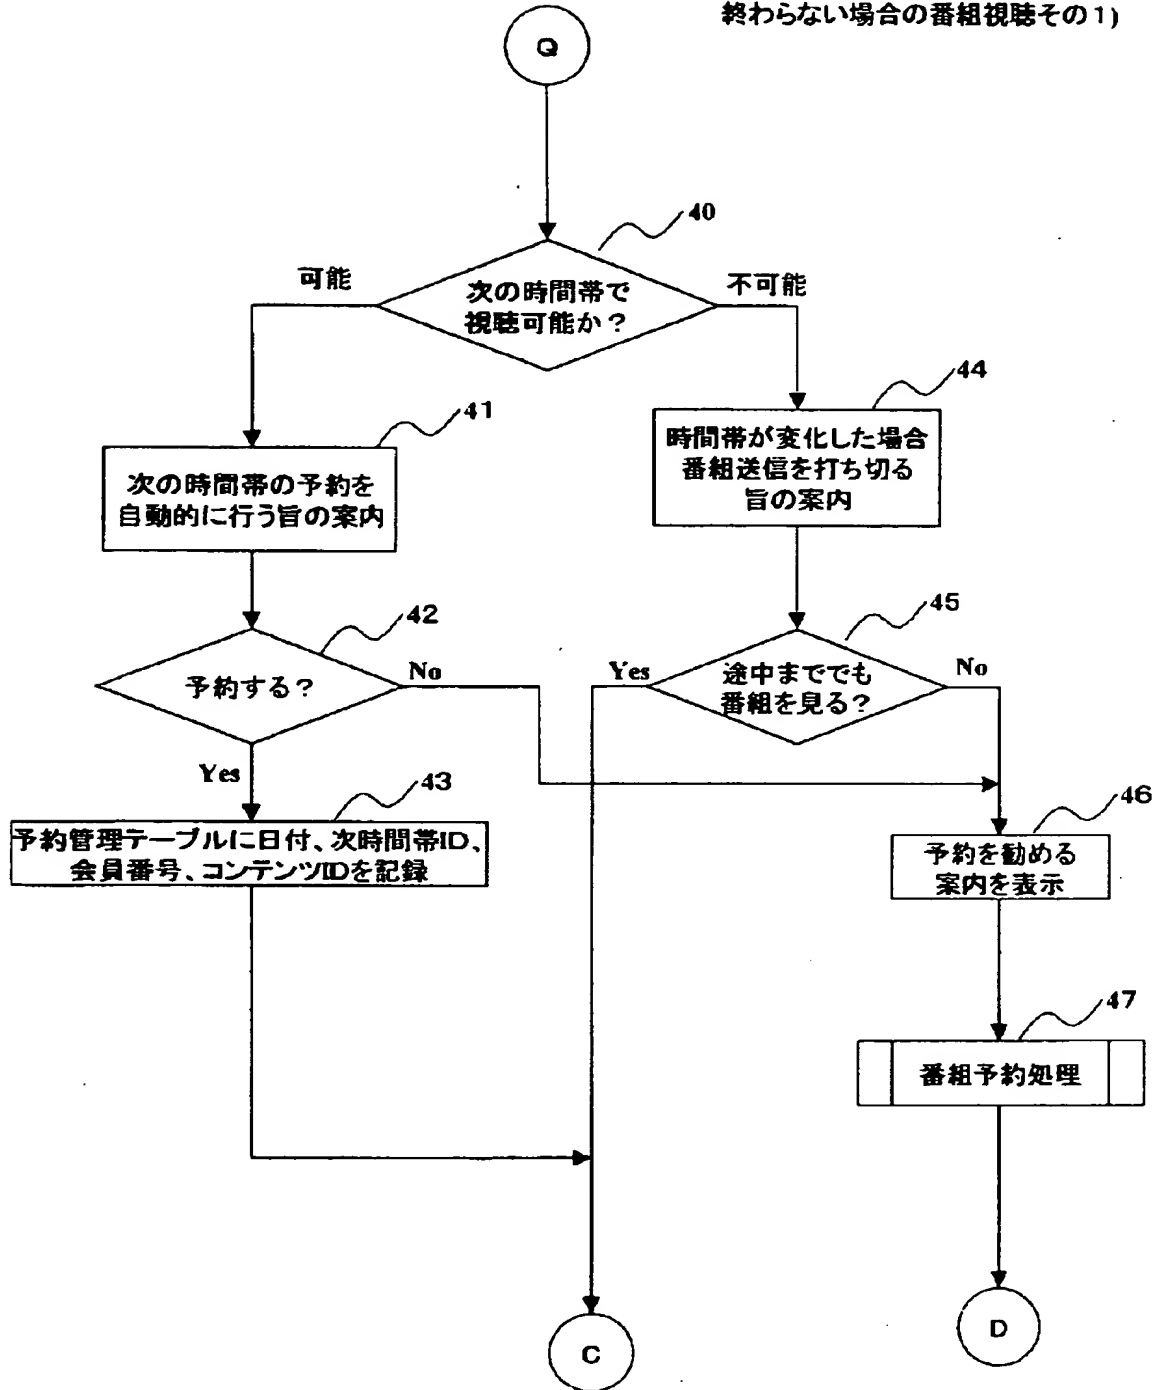 終わらない場合の番組視聴その1)
Q
40
可能
次の時間帯で
視聴可能か?
不可能
41
次の時間帯の予約を
自動的に行う旨の案内
44
時間帯が変化した場合
番組送信を打ち切る
旨の案内
42
予約する?
No
Yes
45
Yes
途中まででも
番組を見る?
No
43
予約管理テーブルに日付、次時間帯ID、
会員番号、コンテンツIDを記録
46
予約を勧める
案内を表示
47
番組予約処理
C
D